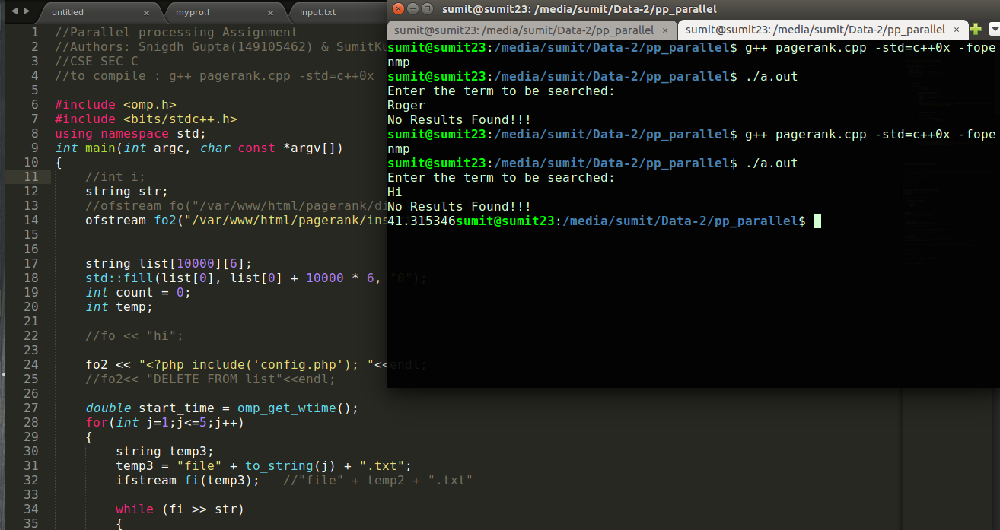 untitled × mypro.l × input.txt
1 //Parallel processing Assignment
2 //Authors: Snigdh Gupta(149105462) & SumitKu
3 //CSE SEC C
4 //to compile : g++ pagerank.cpp -std=c++0x
5
6 #include <omp.h>
7 #include <bits/stdc++.h>
8 using namespace std;
9 int main(int argc, char const *argv[])
10 {
11 //int i;
12 string str;
13 //ofstream fo("/var/www/html/pagerank/di
14 ofstream fo2("/var/www/html/pagerank/ins
15
16
17 string list[10000][6];
18 std::fill(list[0], list[0] + 10000 * 6, "0");
19 int count = 0;
20 int temp;
21
22 //fo << "hi";
23
24 fo2 << "<?php include('config.php'); "<<endl;
25 //fo2<< "DELETE FROM list"<<endl;
26
27 double start_time = omp_get_wtime();
28 for(int j=1;j<=5;j++)
29 {
30 string temp3;
31 temp3 = "file" + to_string(j) + ".txt";
32 ifstream fi(temp3); //"file" + temp2 + ".txt"
33
34 while (fi >> str)
35 {
sumit@sumit23: /media/sumit/Data-2/pp_parallel
sumit@sumit23: /media/sumit/Data-2/pp_parallel × sumit@sumit23: /media/sumit/Data-2/pp_parallel ×
sumit@sumit23:/media/sumit/Data-2/pp_parallel$ g++ pagerank.cpp -std=c++0x -fope
nmp
sumit@sumit23:/media/sumit/Data-2/pp_parallel$ ./a.out
Enter the term to be searched:
Roger
No Results Found!!!
sumit@sumit23:/media/sumit/Data-2/pp_parallel$ g++ pagerank.cpp -std=c++0x -fope
nmp
sumit@sumit23:/media/sumit/Data-2/pp_parallel$ ./a.out
Enter the term to be searched:
Hi
No Results Found!!!
41.315346sumit@sumit23:/media/sumit/Data-2/pp_parallel$